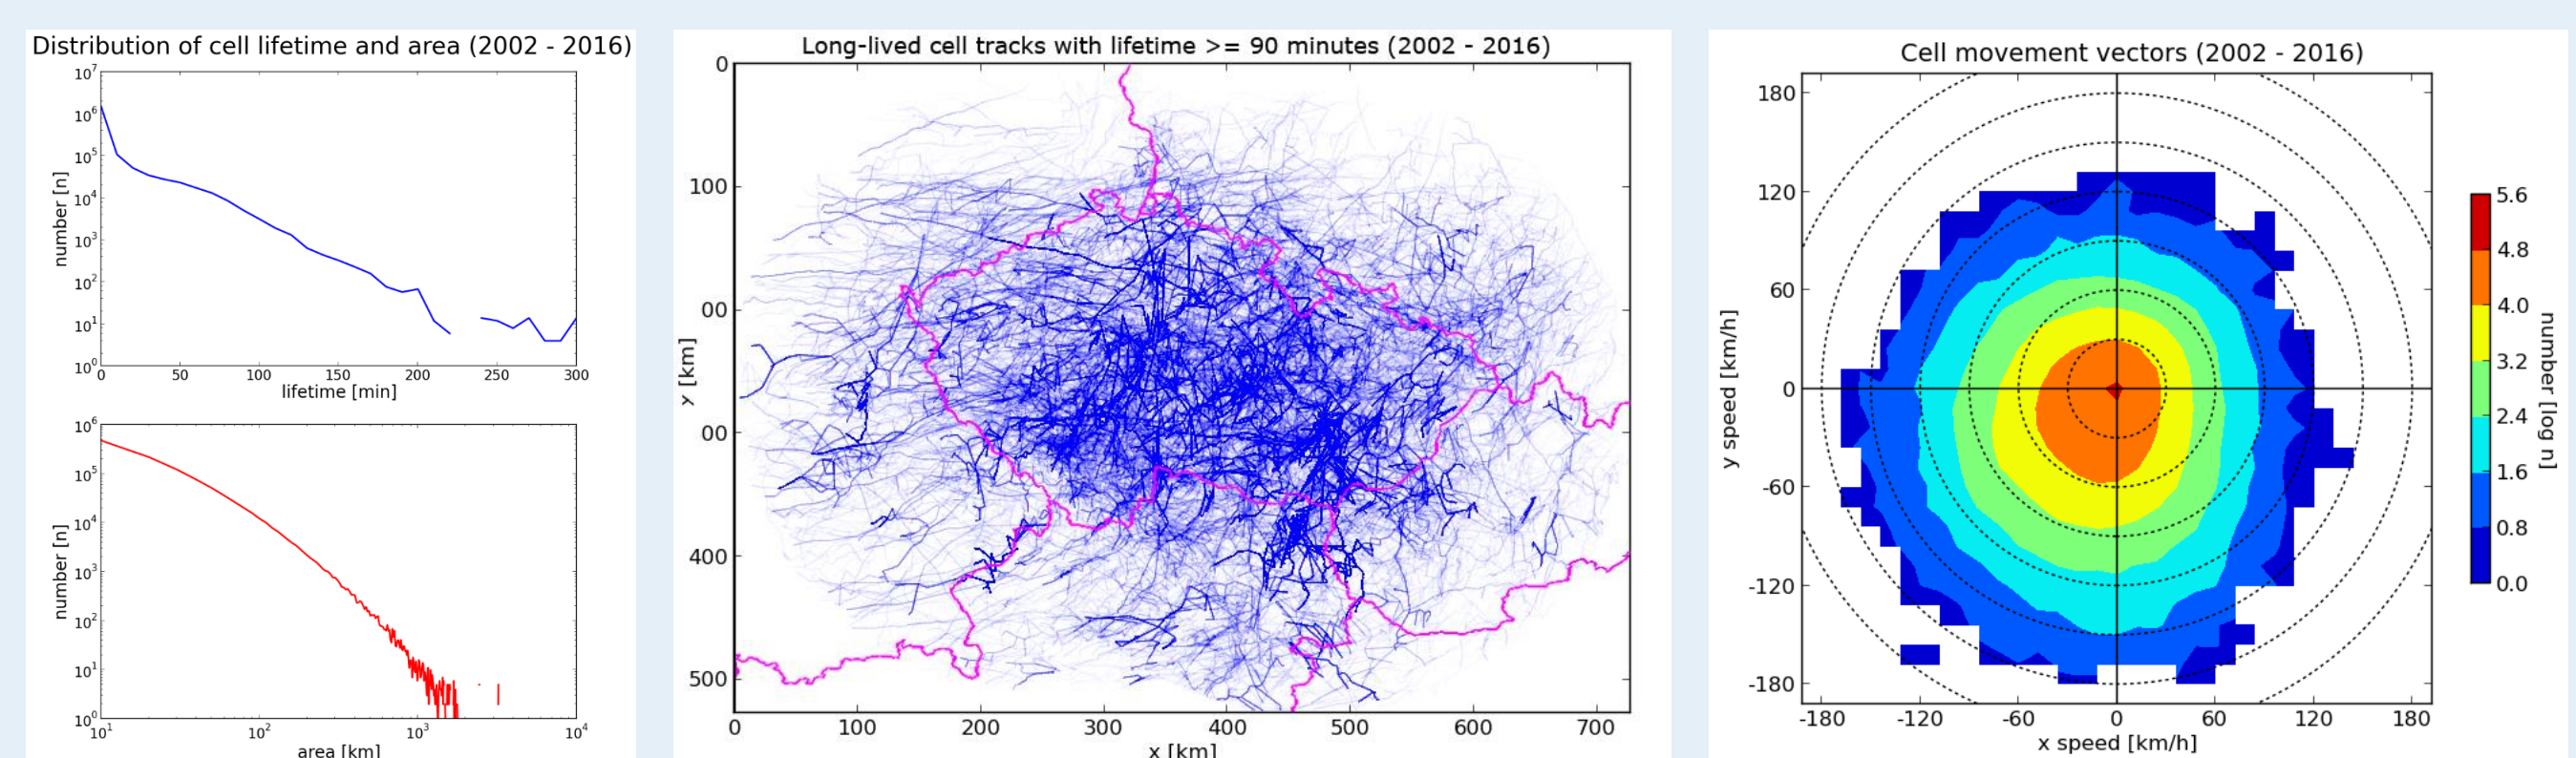 Distribution of cell lifetime and area (2002 - 2016)
10^7
10^6
10^5
10^4
10^3
10^2
10^1
10^0
number [n]
0 50 100 150 200 250 300
lifetime [min]
10^6
10^5
10^4
10^3
10^2
10^1
10^0
number [n]
10^1 10^2 10^3 10^4
area [km]
Long-lived cell tracks with lifetime >= 90 minutes (2002 - 2016)
0
100
00
00
400
500
y [km]
0 100 200 300 400 500 600 700
x [km]
Cell movement vectors (2002 - 2016)
180
120
60
0
-60
-120
-180
y speed [km/h]
-180 -120 -60 0 60 120 180
x speed [km/h]
5.6
4.8
4.0
3.2
2.4
1.6
0.8
0.0
number [log n]